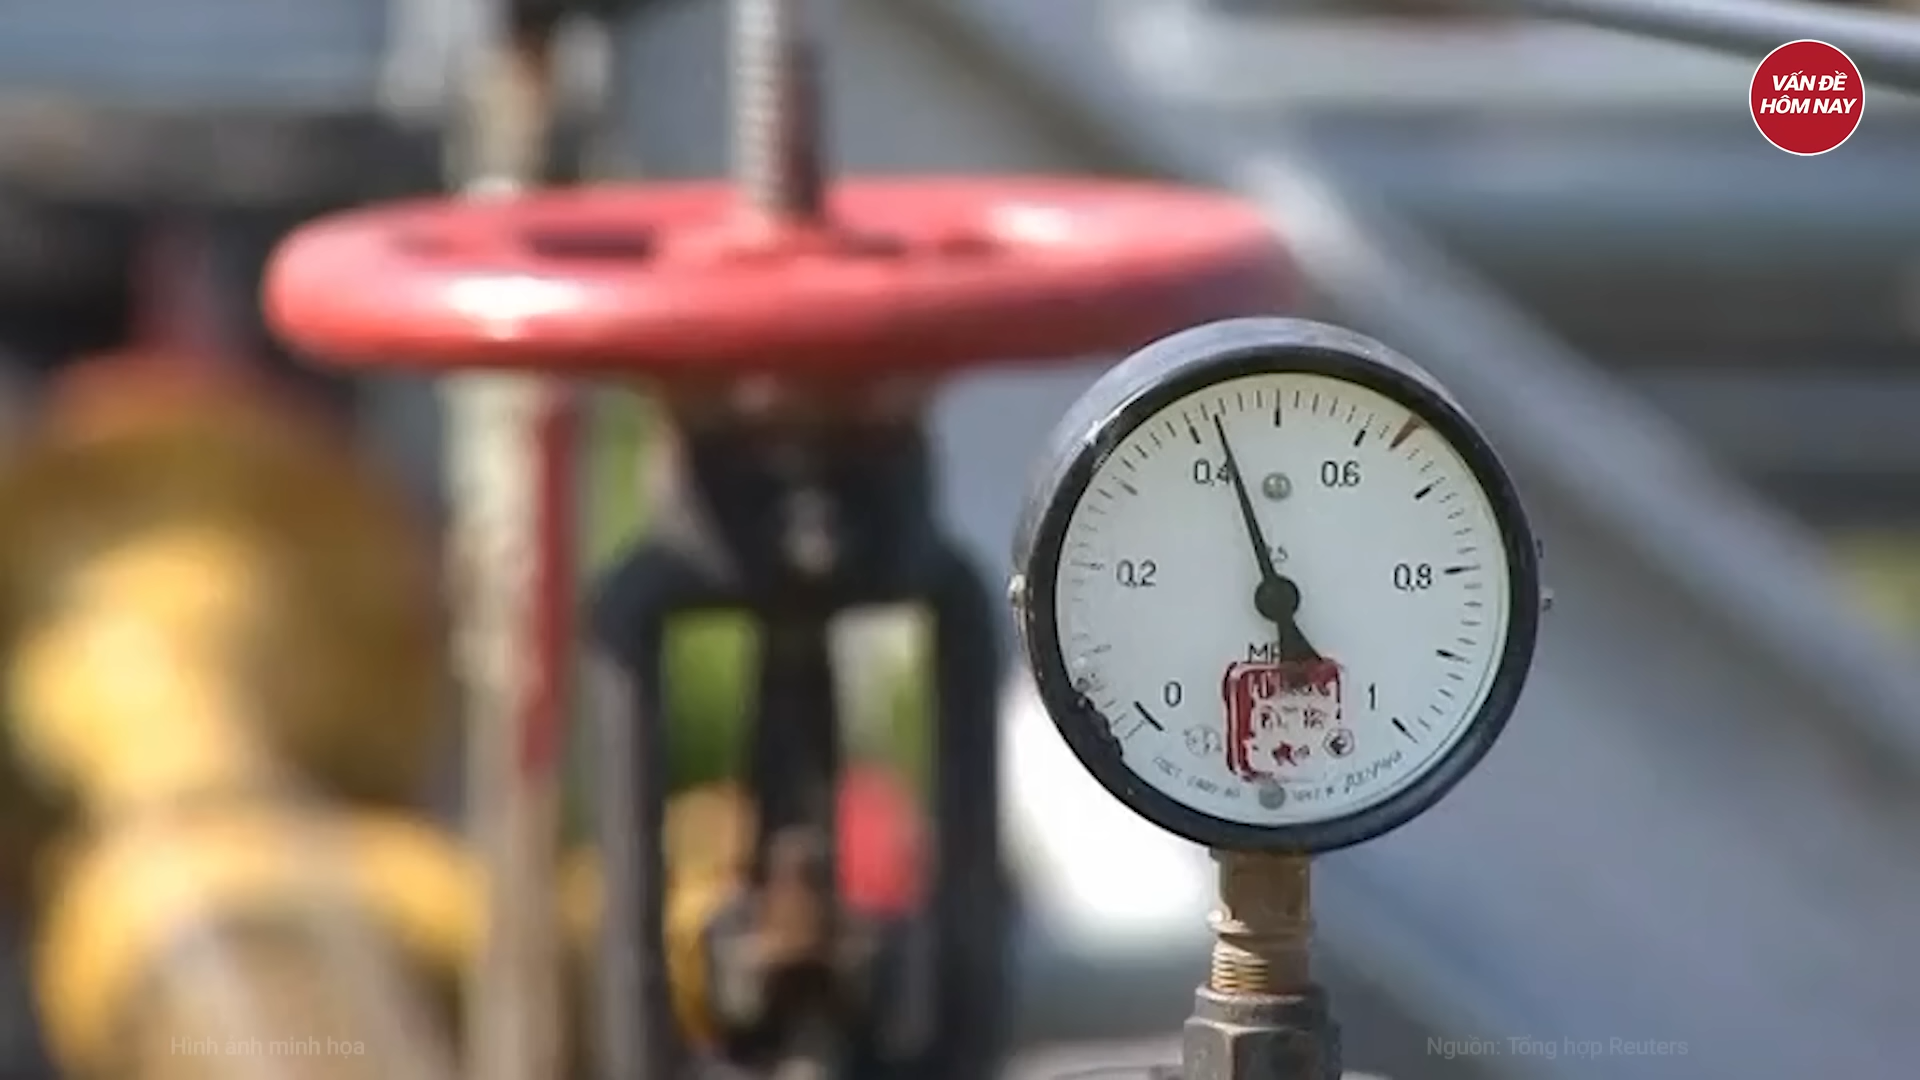 VẤN ĐỀ
HÔM NAY
0,4
0,6
0,2
0,8
0
1
Hình ảnh minh họa
Nguồn: Tổng hợp Reuters